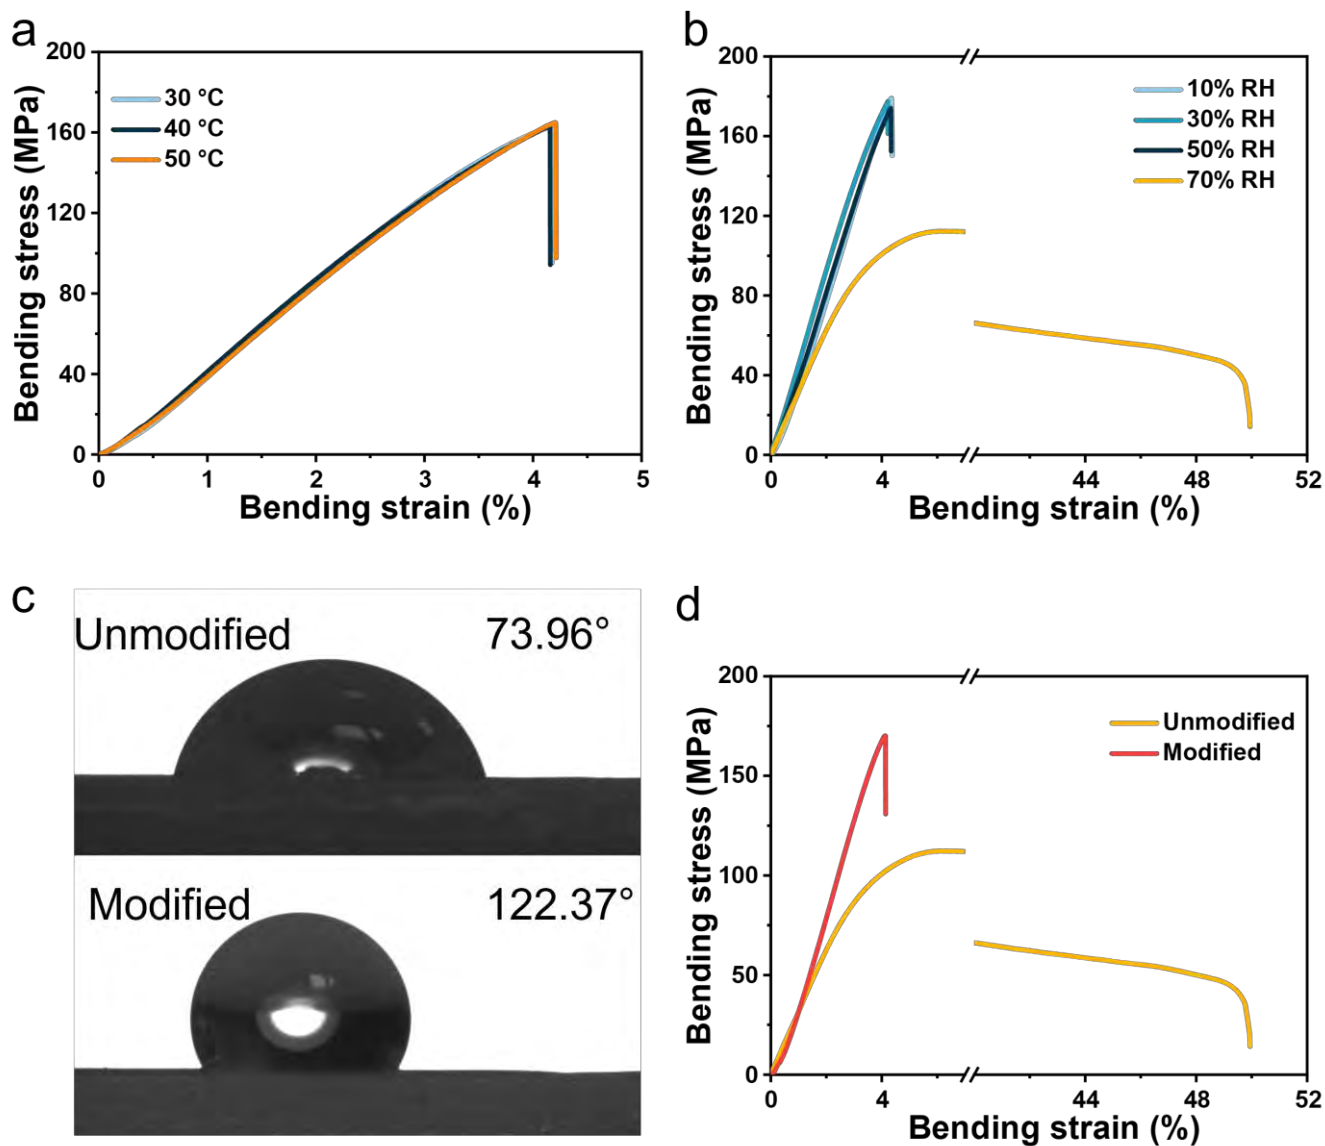 a
200
160
120
80
40
0
0 1 2 3 4 5
Bending stress (MPa)
Bending strain (%)
30 °C
40 °C
50 °C
b
200
160
120
80
40
0
0 4 44 48 52
Bending stress (MPa)
Bending strain (%)
10% RH
30% RH
50% RH
70% RH
c
Unmodified 73.96°
Modified 122.37°
d
200
150
100
50
0
0 4 44 48 52
Bending stress (MPa)
Bending strain (%)
Unmodified
Modified